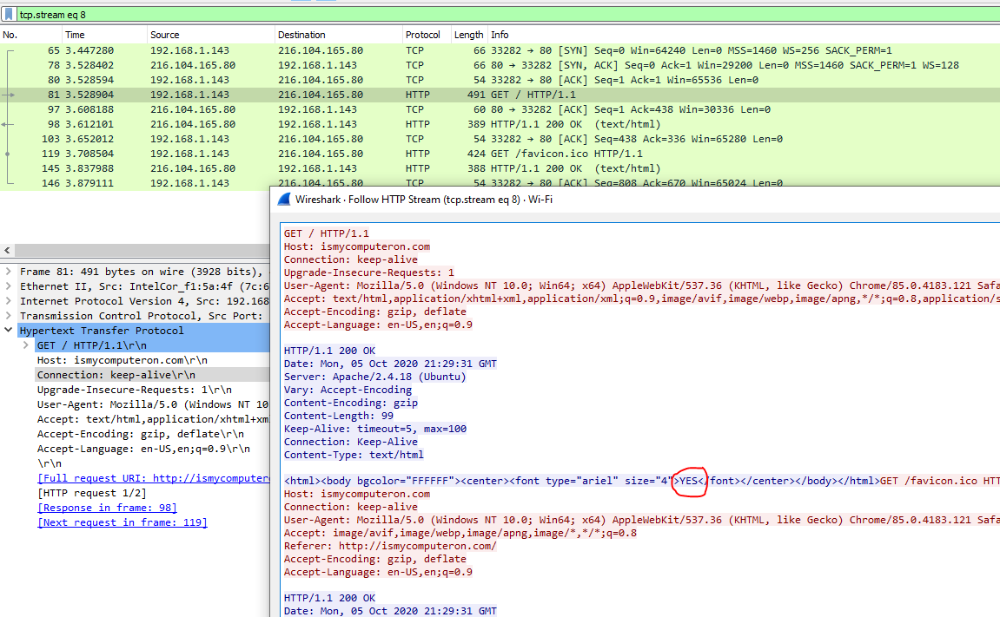 tcp.stream eq 8
No. Time Source Destination Protocol Length Info
65 3.447280 192.168.1.143 216.104.165.80 TCP 66 33282 → 80 [SYN] Seq=0 Win=64240 Len=0 MSS=1460 WS=256 SACK_PERM=1
78 3.528402 216.104.165.80 192.168.1.143 TCP 66 80 → 33282 [SYN, ACK] Seq=0 Ack=1 Win=29200 Len=0 MSS=1460 SACK_PERM=1 WS=128
80 3.528594 192.168.1.143 216.104.165.80 TCP 54 33282 → 80 [ACK] Seq=1 Ack=1 Win=65536 Len=0
81 3.528904 192.168.1.143 216.104.165.80 HTTP 491 GET / HTTP/1.1
97 3.608188 216.104.165.80 192.168.1.143 TCP 60 80 → 33282 [ACK] Seq=1 Ack=438 Win=30336 Len=0
98 3.612101 216.104.165.80 192.168.1.143 HTTP 389 HTTP/1.1 200 OK (text/html)
103 3.652012 192.168.1.143 216.104.165.80 TCP 54 33282 → 80 [ACK] Seq=438 Ack=336 Win=65280 Len=0
119 3.708504 192.168.1.143 216.104.165.80 HTTP 424 GET /favicon.ico HTTP/1.1
145 3.837988 216.104.165.80 192.168.1.143 HTTP 388 HTTP/1.1 200 OK (text/html)
146 3.879111 192.168.1.143 216.104.165.80 TCP 54 33282 → 80 [ACK] Seq=808 Ack=670 Win=65024 Len=0
Frame 81: 491 bytes on wire (3928 bits),
Ethernet II, Src: IntelCor_f1:5a:4f (7c:6
Internet Protocol Version 4, Src: 192.168
Transmission Control Protocol, Src Port:
Hypertext Transfer Protocol
GET / HTTP/1.1\r\n
Host: ismycomputeron.com\r\n
Connection: keep-alive\r\n
Upgrade-Insecure-Requests: 1\r\n
User-Agent: Mozilla/5.0 (Windows NT 10
Accept: text/html,application/xhtml+xm
Accept-Encoding: gzip, deflate\r\n
Accept-Language: en-US,en;q=0.9\r\n
\r\n
[Full request URI: http://ismycomputero
[HTTP request 1/2]
[Response in frame: 98]
[Next request in frame: 119]
Wireshark · Follow HTTP Stream (tcp.stream eq 8) · Wi-Fi
GET / HTTP/1.1
Host: ismycomputeron.com
Connection: keep-alive
Upgrade-Insecure-Requests: 1
User-Agent: Mozilla/5.0 (Windows NT 10.0; Win64; x64) AppleWebKit/537.36 (KHTML, like Gecko) Chrome/85.0.4183.121 Safa
Accept: text/html,application/xhtml+xml,application/xml;q=0.9,image/avif,image/webp,image/apng,*/*;q=0.8,application/s
Accept-Encoding: gzip, deflate
Accept-Language: en-US,en;q=0.9
HTTP/1.1 200 OK
Date: Mon, 05 Oct 2020 21:29:31 GMT
Server: Apache/2.4.18 (Ubuntu)
Vary: Accept-Encoding
Content-Encoding: gzip
Content-Length: 99
Keep-Alive: timeout=5, max=100
Connection: Keep-Alive
Content-Type: text/html
<html><body bgcolor="FFFFFF"><center><font type="ariel" size="4">YES</font></center></body></html>GET /favicon.ico HTT
Host: ismycomputeron.com
Connection: keep-alive
User-Agent: Mozilla/5.0 (Windows NT 10.0; Win64; x64) AppleWebKit/537.36 (KHTML, like Gecko) Chrome/85.0.4183.121 Safa
Accept: image/avif,image/webp,image/apng,image/*,*/*;q=0.8
Referer: http://ismycomputeron.com/
Accept-Encoding: gzip, deflate
Accept-Language: en-US,en;q=0.9
HTTP/1.1 200 OK
Date: Mon, 05 Oct 2020 21:29:31 GMT